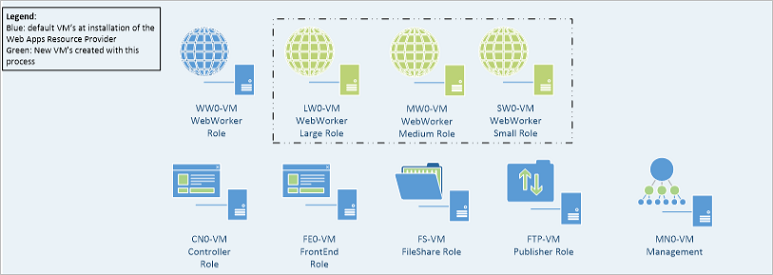 Legend:
Blue: default VM's at installation of the
Web Apps Resource Provider
Green: New VM's created with this
process
WW0-VM
WebWorker
Role
LW0-VM
WebWorker
Large Role
MW0-VM
WebWorker
Medium Role
SW0-VM
WebWorker
Small Role
CN0-VM
Controller
Role
FE0-VM
FrontEnd
Role
FS-VM
FileShare Role
FTP-VM
Publisher Role
MN0-VM
Management